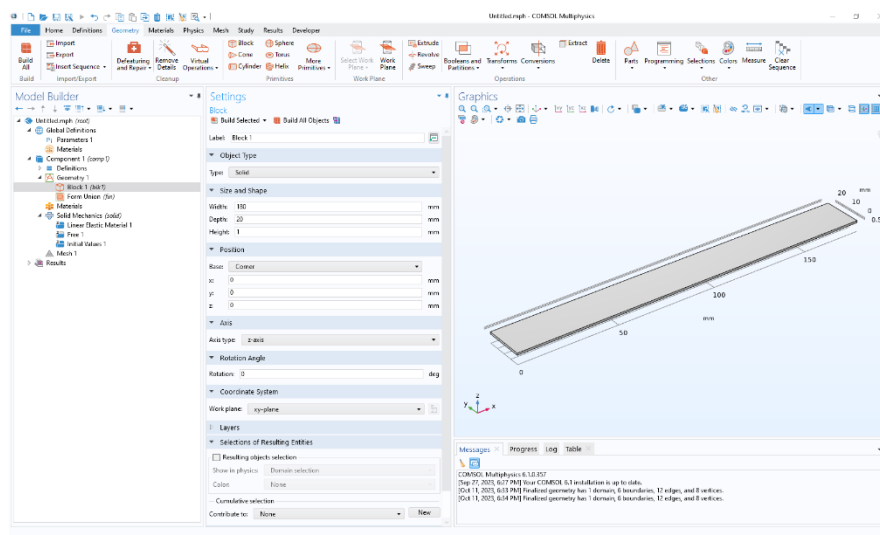 Untitled.mph - COMSOL Multiphysics
File Home Definitions Geometry Materials Physics Mesh Study Results Developer
Build All
Build
Import
Export
Insert Sequence
Import/Export
Defeaturing and Repair
Remove Details
Virtual Operations
Cleanup
Block Sphere
Cone Torus
Cylinder Helix
More Primitives
Primitives
Select Work Plane
Work Plane
Work Plane
Extrude
Revolve
Sweep
Booleans and Partitions
Transforms
Conversions
Extract
Delete
Operations
Parts
Programming
Selections
Colors
Measure
Clear Sequence
Other
Model Builder
Untitled.mph (root)
Global Definitions
Pi Parameters 1
Materials
Component 1 (comp1)
Definitions
Geometry 1
Block 1 (blk1)
Form Union (fin)
Materials
Solid Mechanics (solid)
Linear Elastic Material 1
Free 1
Initial Values 1
Mesh 1
Results
Settings
Block
Build Selected Build All Objects
Label: Block 1
Object Type
Type: Solid
Size and Shape
Width: 180 mm
Depth: 20 mm
Height: 1 mm
Position
Base: Corner
x: 0 mm
y: 0 mm
z: 0 mm
Axis
Axis type: z-axis
Rotation Angle
Rotation: 0 deg
Coordinate System
Work plane: xy-plane
Layers
Selections of Resulting Entities
Resulting objects selection
Show in physics: Domain selection
Color: None
Cumulative selection
Contribute to: None New
Graphics
20 mm
10
0
0.5
150
100
mm
50
0
z
y x
Messages Progress Log Table
COMSOL Multiphysics 6.1.0.357
[Sep 27, 2023, 6:27 PM] Your COMSOL 6.1 installation is up to date.
[Oct 11, 2023, 6:33 PM] Finalized geometry has 1 domain, 6 boundaries, 12 edges, and 8 vertices.
[Oct 11, 2023, 6:34 PM] Finalized geometry has 1 domain, 6 boundaries, 12 edges, and 8 vertices.